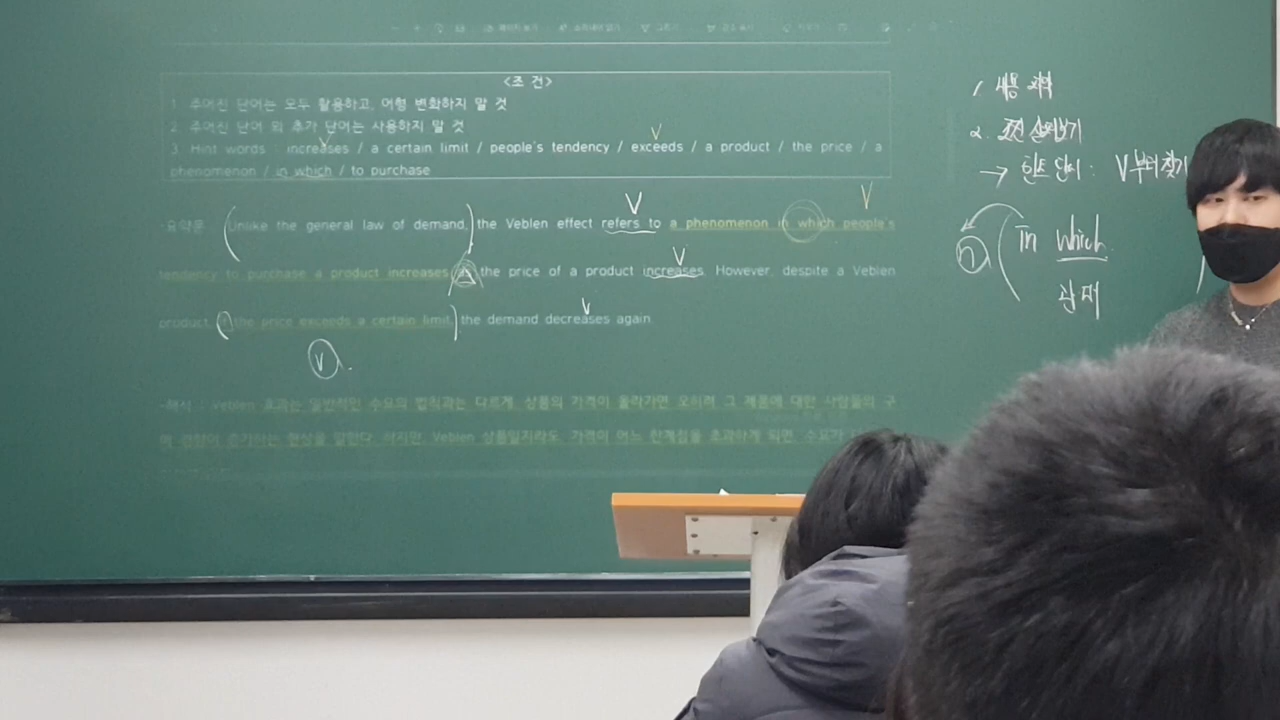 <조 건>
1. 주어진 단어는 모두 활용하고, 어형 변화하지 말 것
2. 주어진 단어 외 추가 단어는 사용하지 말 것
3. Hint words : increases / a certain limit / people's tendency / exceeds / a product / the price / a
phenomenon / in which / to purchase
요약문 Unlike the general law of demand, the Veblen effect refers to a phenomenon in which people's
tendency to purchase a product increases as the price of a product increases. However, despite a Veblen
product, if the price exceeds a certain limit, the demand decreases again.
V
-해석 : Veblen 효과는 일반적인 수요의 법칙과는 다르게, 상품의 가격이 올라가면 오히려 그 제품에 대한 사람들의 구
매 경향이 증가하는 현상을 말한다. 하지만, Veblen 상품일지라도, 가격이 어느 한계점을 초과하게 되면, 수요가
1. 내용
2. 조건 살펴보기
→ 힌트 단어 : V부터 찾기
n (in which
관대